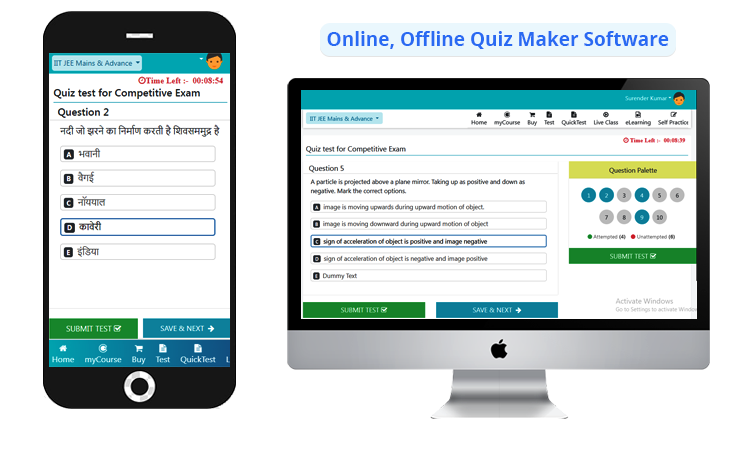 Online, Offline Quiz Maker Software
IIT JEE Mains & Advance
Time Left :- 00:08:54
Quiz test for Competitive Exam
Question 2
नदी जो झरने का निर्माण करती है शिवसममुद्र है
A भवानी
B वेगई
C नॉययाल
D कावेरी
E इंडिया
SUBMIT TEST
SAVE & NEXT
Home myCourse Buy Test QuickTest L
Surender Kumar
IIT JEE Mains & Advance
Home myCourse Buy Test QuickTest Live Class eLearning Self Practice
Time Left :- 00:08:39
Quiz test for Competitive Exam
Question 5
A particle is projected above a plane mirror. Taking up as positive and down as
negative. Mark the correct options.
A image is moving upwards during upward motion of object.
B image is moving downward during upward motion of object
C sign of acceleration of object is positive and image negative
D sign of acceleration of object is negative and image positive
E Dummy Text
SUBMIT TEST
SAVE & NEXT
Question Palette
1 2 3 4 5 6
7 8 9 10
Attempted (4) Unattempted (6)
SUBMIT TEST
Activate Windows
Go to Settings to activate Window